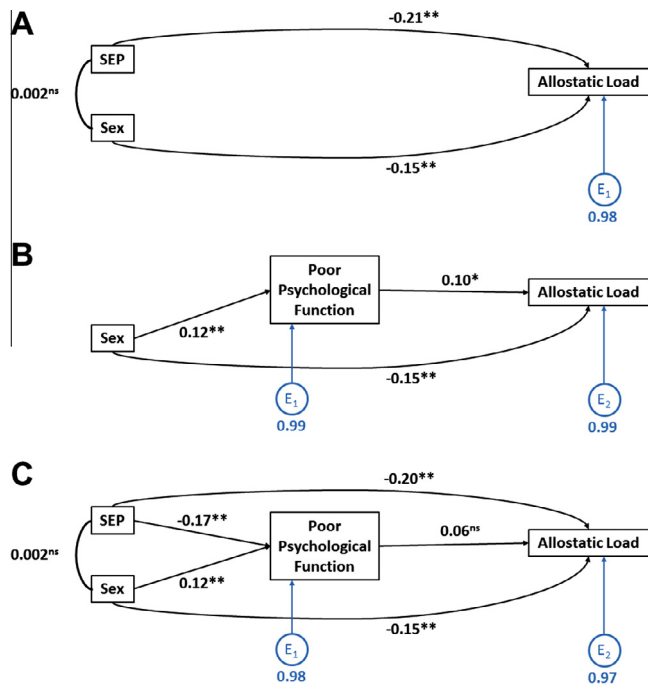 A
-0.21**
SEP
Allostatic Load
0.002ns
Sex
-0.15**
E1
0.98
B
Poor
Psychological
Function
0.10*
Allostatic Load
Sex
0.12**
-0.15**
E1
E2
0.99
0.99
C
-0.20**
SEP
-0.17**
Poor
Psychological
Function
0.06ns
Allostatic Load
0.002ns
Sex
0.12**
-0.15**
E1
E2
0.98
0.97